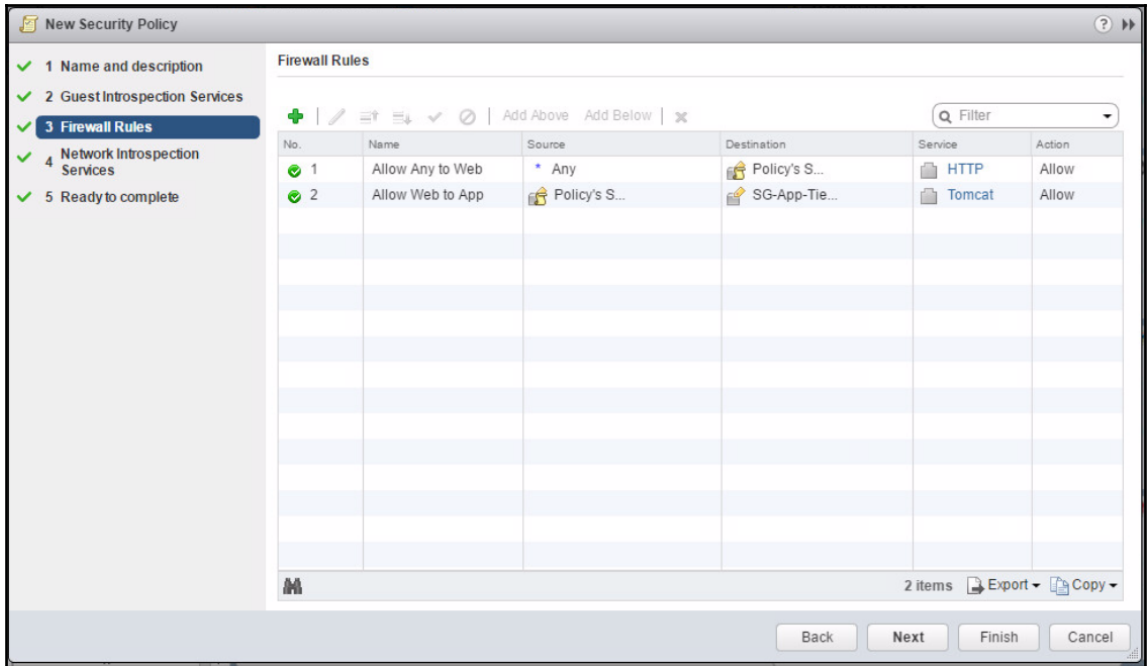 New Security Policy
1 Name and description
2 Guest Introspection Services
3 Firewall Rules
4 Network Introspection
Services
5 Ready to complete
Firewall Rules
Add Above Add Below
Filter
No. Name Source Destination Service Action
1 Allow Any to Web * Any Policy's S... HTTP Allow
2 Allow Web to App Policy's S... SG-App-Tie... Tomcat Allow
2 items Export Copy
Back Next Finish Cancel